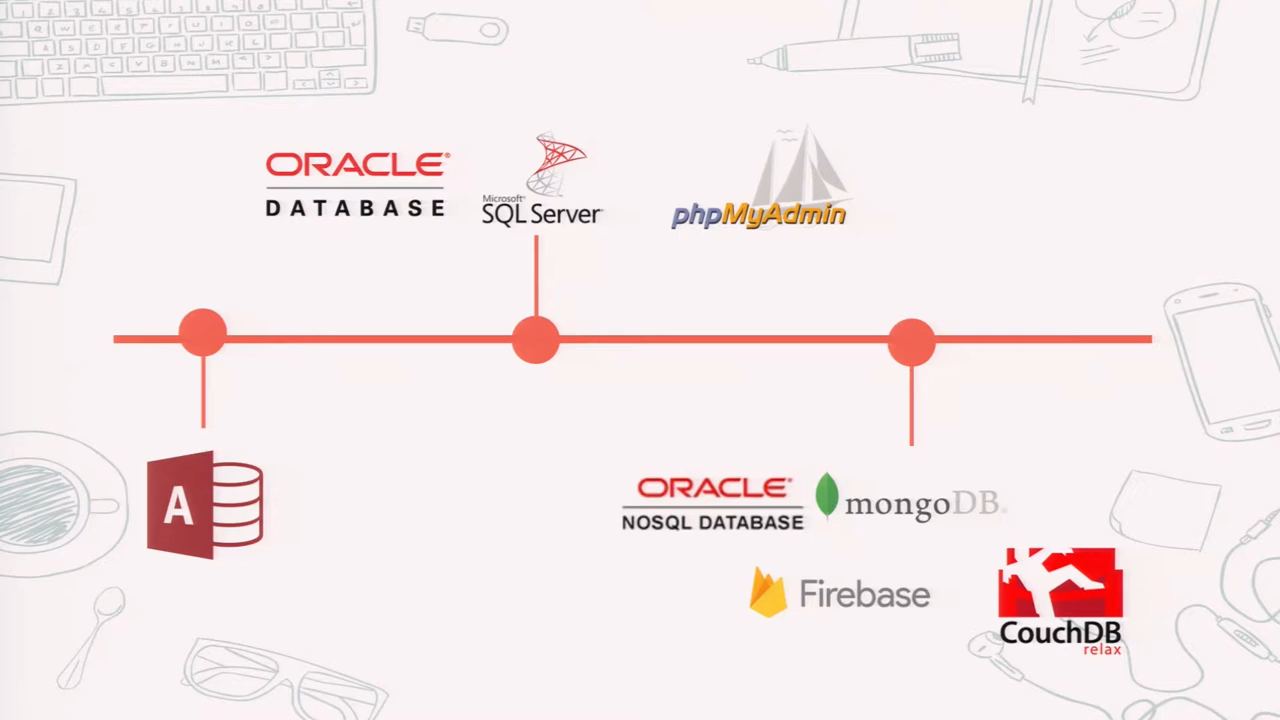 ORACLE®
DATABASE
Microsoft®
SQL Server
phpMyAdmin
A
ORACLE®
NOSQL DATABASE
mongoDB®
Firebase
CouchDB
relax